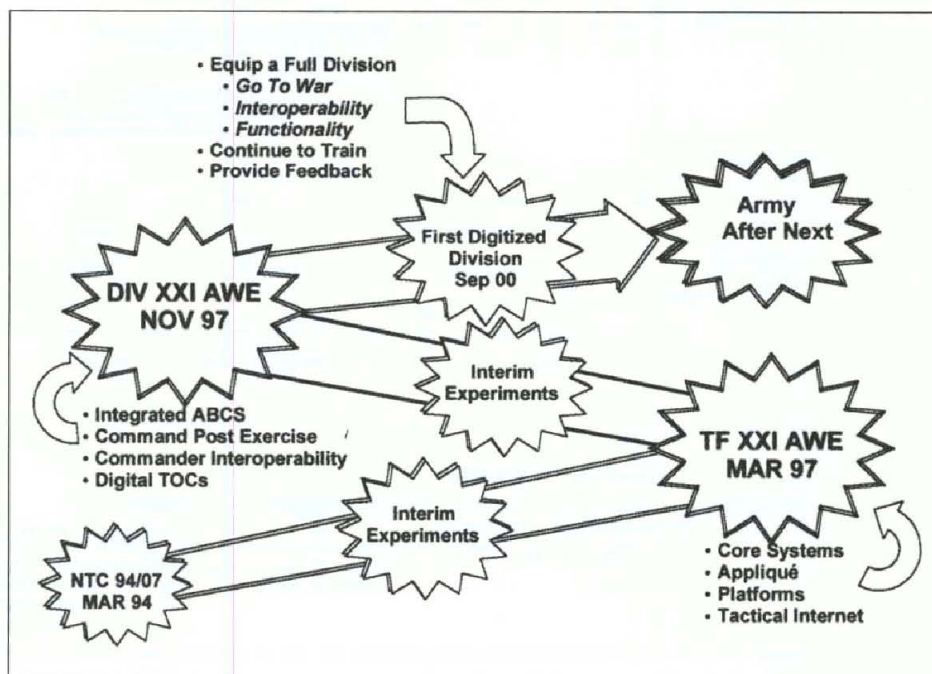 • Equip a Full Division
• Go To War
• Interoperability
• Functionality
• Continue to Train
• Provide Feedback
First Digitized
Division
Sep 00
Army
After Next
DIV XXI AWE
NOV 97
Interim
Experiments
• Integrated ABCS
• Command Post Exercise
• Commander Interoperability
• Digital TOCs
TF XXI AWE
MAR 97
Interim
Experiments
NTC 94/07
MAR 94
• Core Systems
• Appliqué
• Platforms
• Tactical Internet